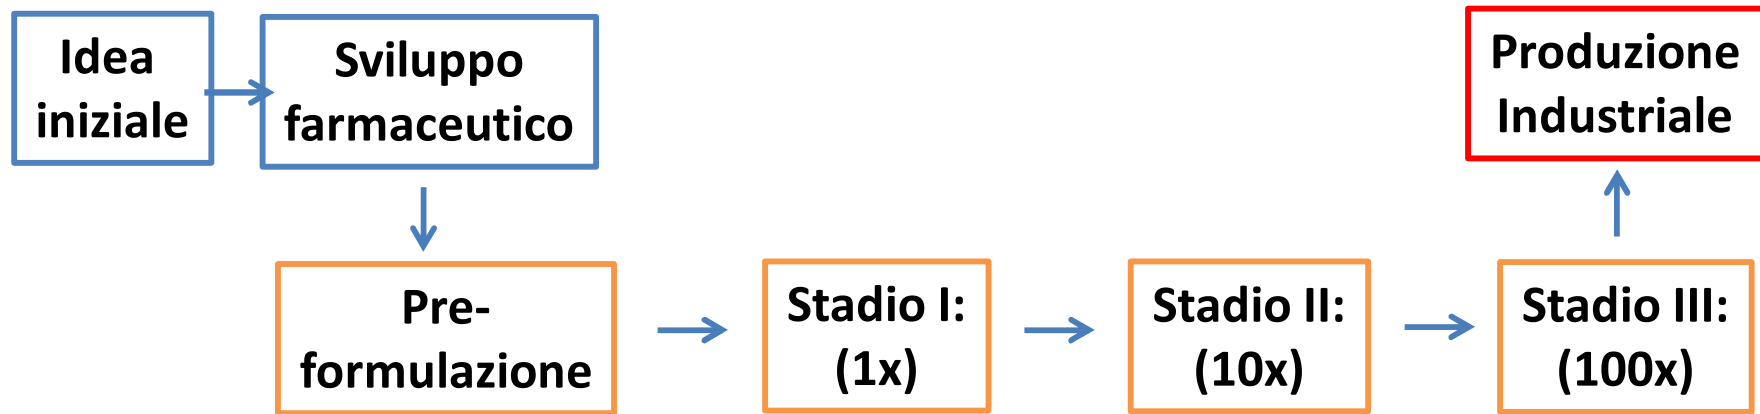 Idea
iniziale
Sviluppo
farmaceutico
Pre-
formulazione
Stadio I:
(1x)
Stadio II:
(10x)
Stadio III:
(100x)
Produzione
Industriale